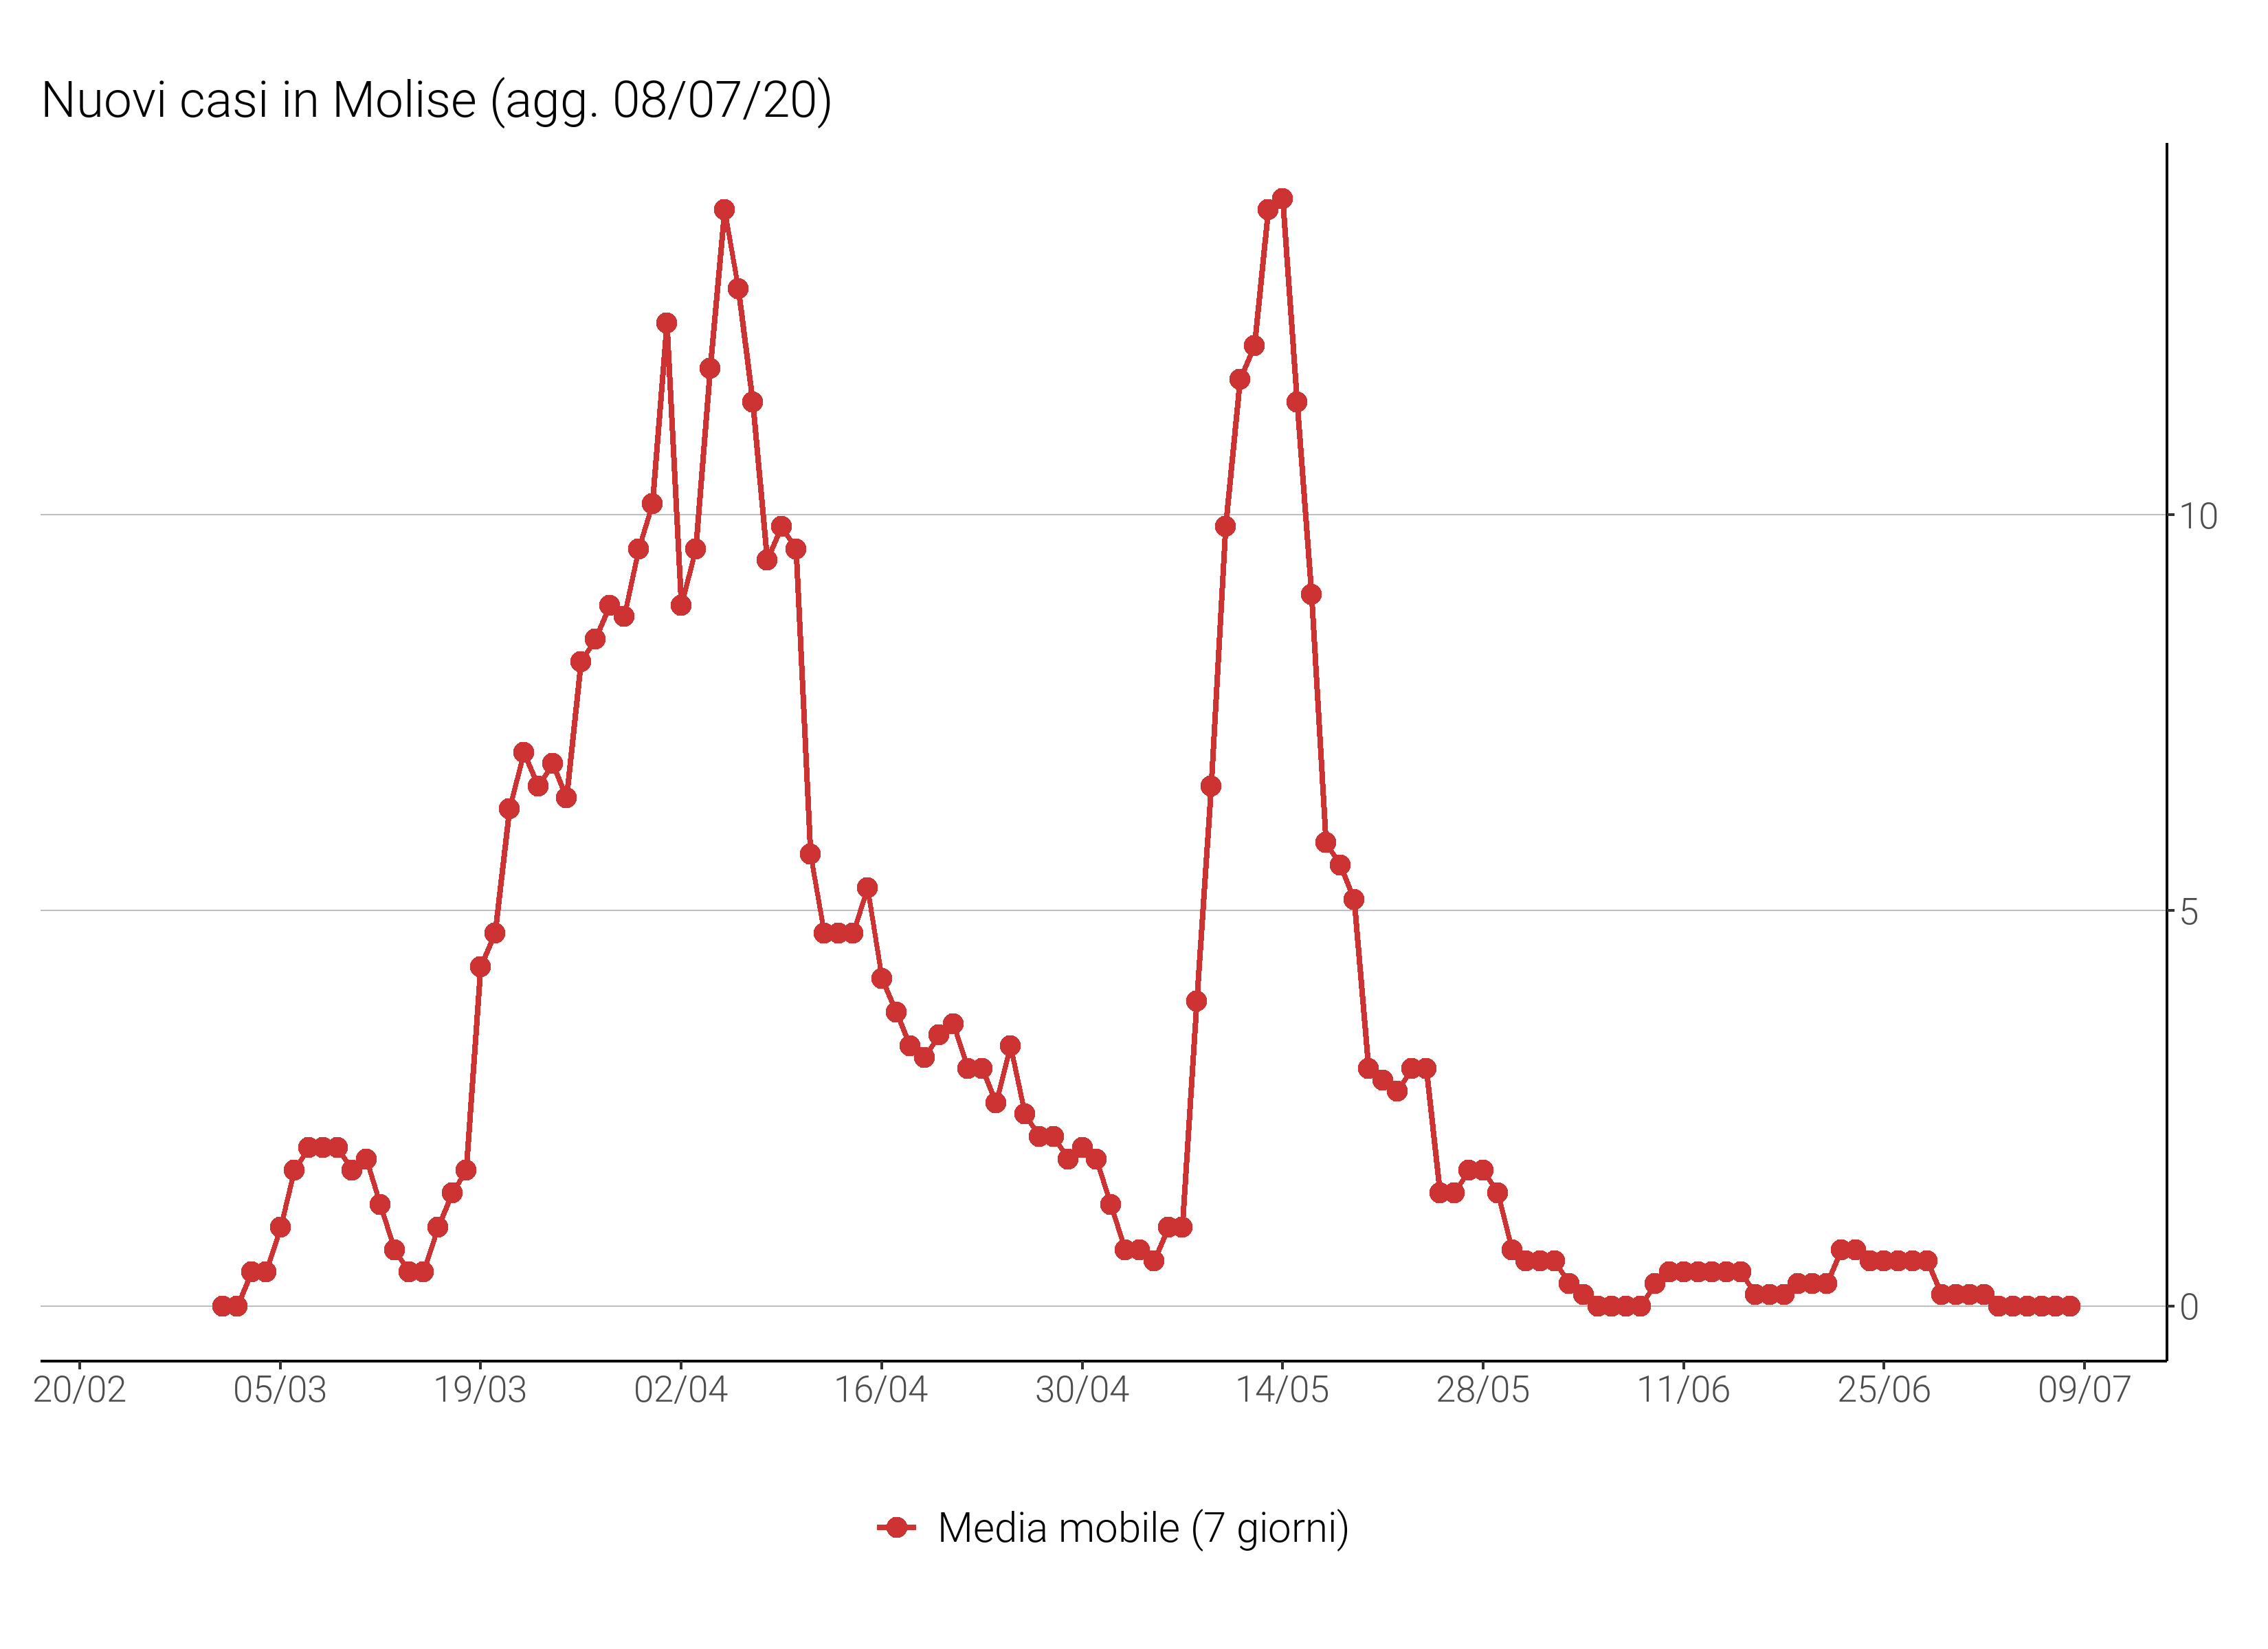 Nuovi casi in Molise (agg. 08/07/20)
10
5
0
20/02 05/03 19/03 02/04 16/04 30/04 14/05 28/05 11/06 25/06 09/07
Media mobile (7 giorni)